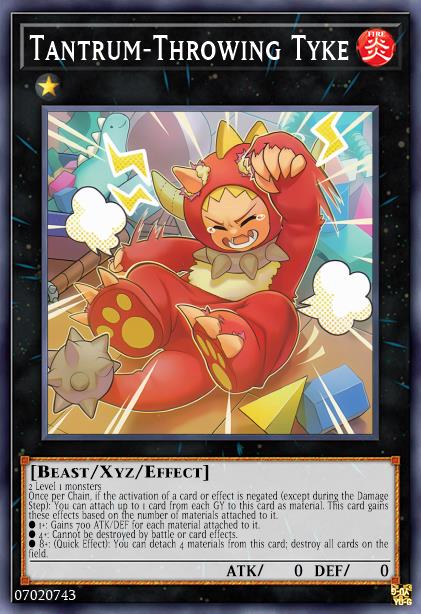 TANTRUM-THROWING TYKE
FIRE
炎
[BEAST/XYZ/EFFECT]
2 Level 1 monsters
Once per Chain, if the activation of a card or effect is negated (except during the Damage
Step): You can attach up to 1 card from each GY to this card as material. This card gains
these effects based on the number of materials attached to it.
● 1+: Gains 700 ATK/DEF for each material attached to it.
● 4+: Cannot be destroyed by battle or card effects.
● 8+: (Quick Effect): You can detach 4 materials from this card; destroy all cards on the
field.
ATK/ 0 DEF/ 0
07020743